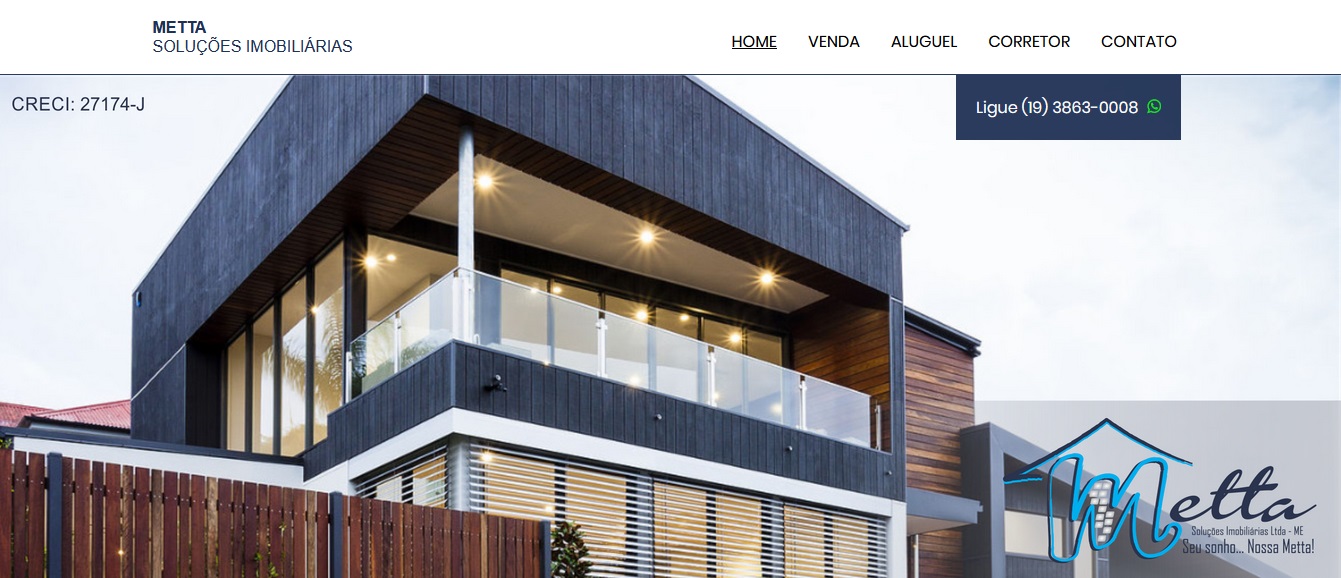 METTA
SOLUÇÕES IMOBILIÁRIAS
HOME VENDA ALUGUEL CORRETOR CONTATO
CRECI: 27174-J
Ligue (19) 3863-0008
Metta
Soluções Imobiliárias Ltda - ME
Seu sonho... Nossa Metta!